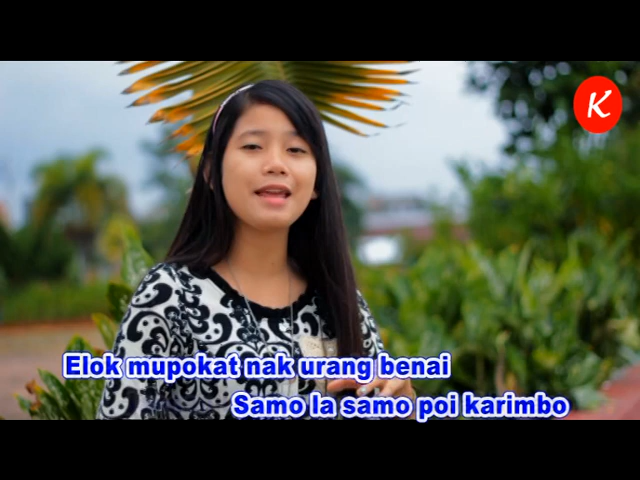 K
Elok mupokat nak urang benai
Samo la samo poi karimbo